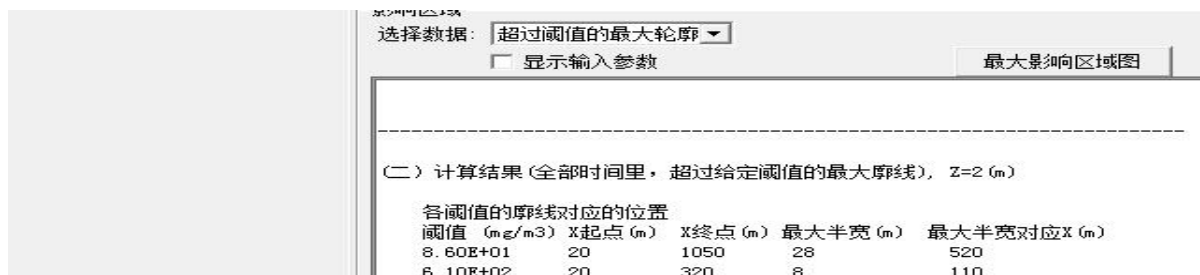 影响区域
选择数据: 超过阈值的最大轮廓
显示输入参数 最大影响区域图
(二)计算结果(全部时间里,超过给定阈值的最大廓线), Z=2(m)
各阈值的廓线对应的位置
阈值 (mg/m3) X起点(m) X终点(m) 最大半宽(m) 最大半宽对应X(m)
8.60E+01 20 1050 28 520
6.10E+02 20 320 8 110